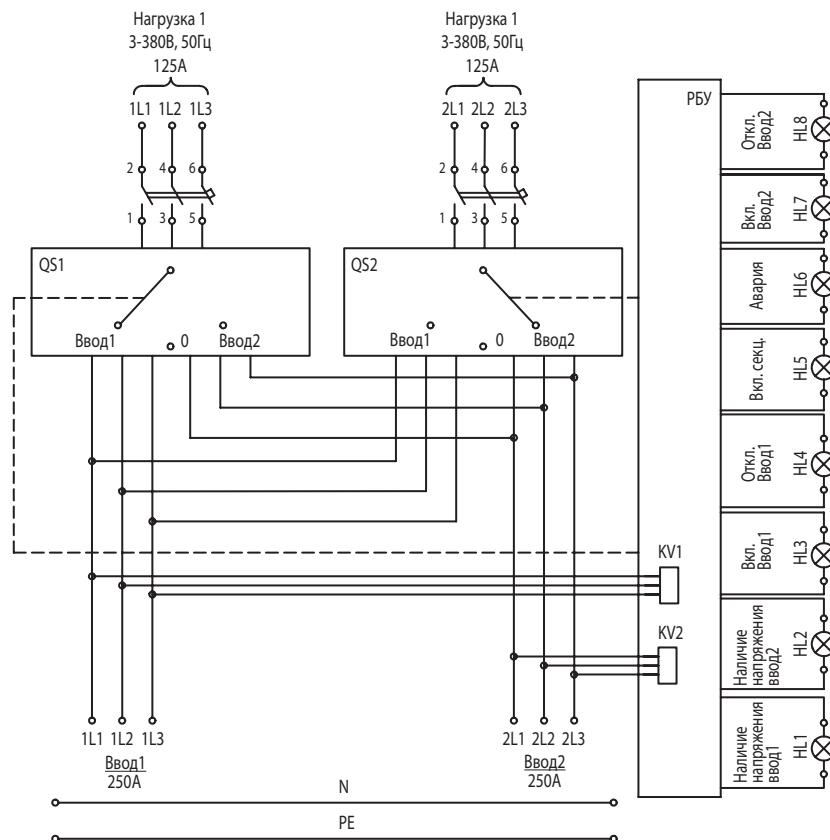 Нагрузка 1
3-380В, 50Гц
125А
1L1 1L2 1L3
2 4 6
1 3 5
Нагрузка 1
3-380В, 50Гц
125А
2L1 2L2 2L3
2 4 6
1 3 5
QS1
Ввод1 0 Ввод2
QS2
Ввод1 0 Ввод2
РБУ
Откл.
Ввод2
HL8
Вкл.
Ввод2
HL7
Авария
HL6
Вкл. секц.
HL5
Откл.
Ввод1
HL4
Вкл.
Ввод1
HL3
Наличие
напряжения
ввод2
HL2
Наличие
напряжения
ввод1
HL1
KV1
KV2
1L1 1L2 1L3
Ввод1
250А
2L1 2L2 2L3
Ввод2
250А
N
PE